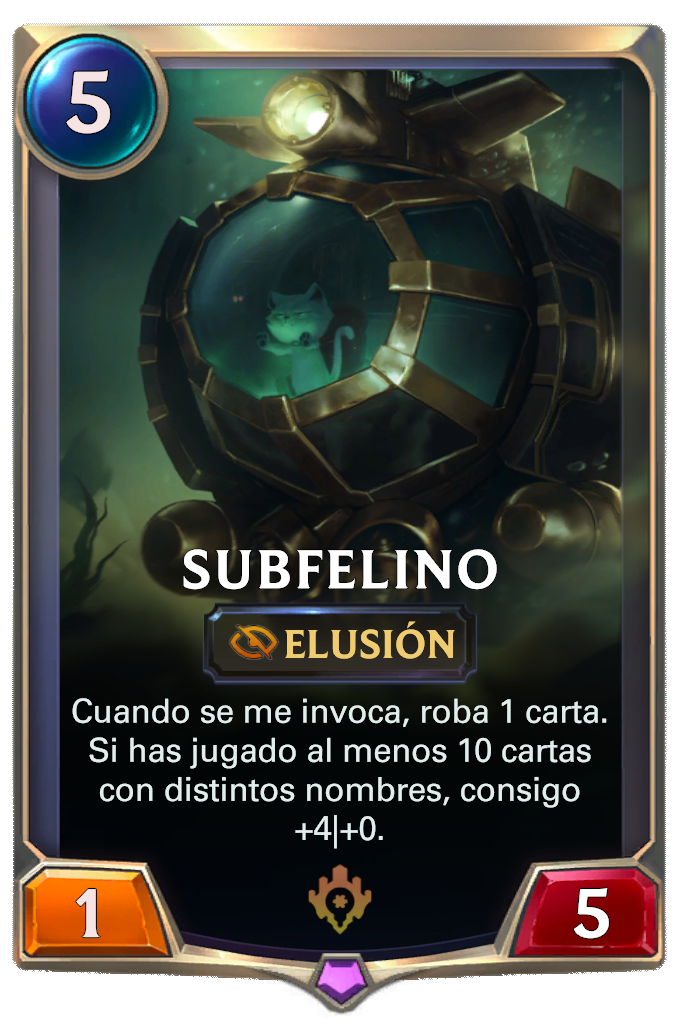 5
SUBFELINO
ELUSIÓN
Cuando se me invoca, roba 1 carta.
Si has jugado al menos 10 cartas
con distintos nombres, consigo
+4|+0.
1
5